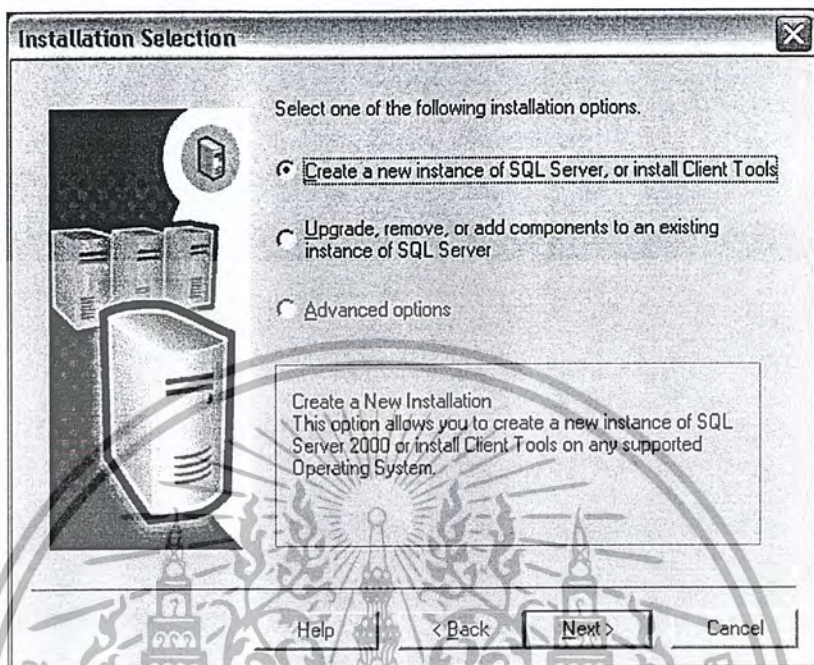 Installation Selection
Select one of the following installation options.
Create a new instance of SQL Server, or install Client Tools
Upgrade, remove, or add components to an existing
instance of SQL Server
Advanced options
Create a New Installation
This option allows you to create a new instance of SQL
Server 2000 or install Client Tools on any supported
Operating System.
Help
< Back
Next >
Cancel